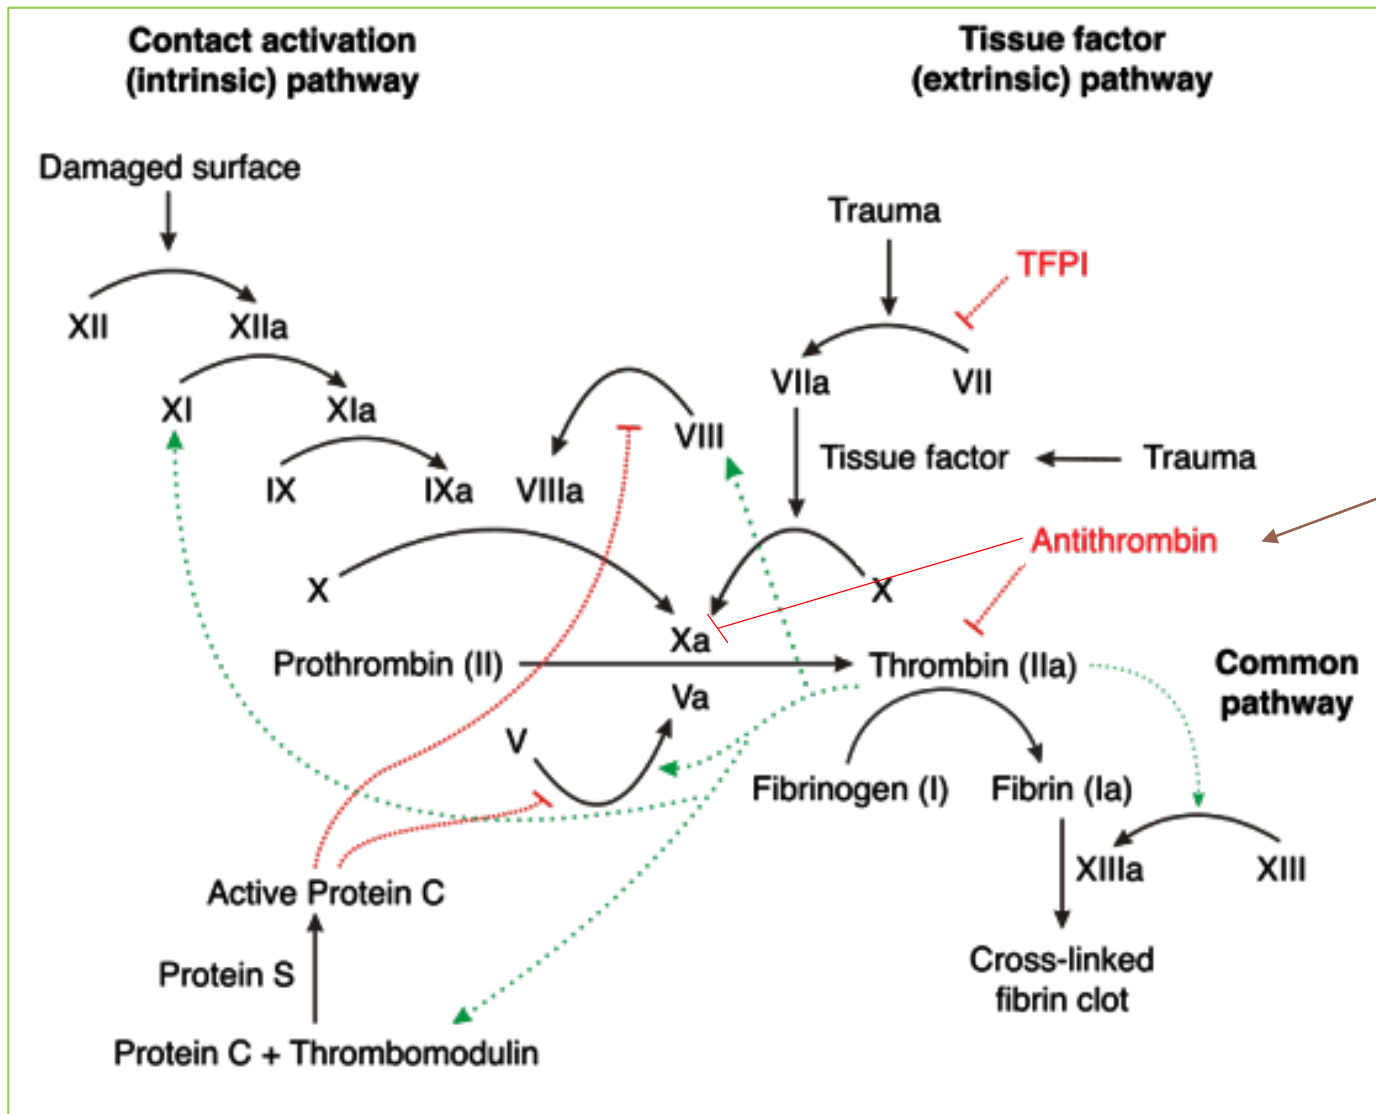 Contact activation
(intrinsic) pathway
Tissue factor
(extrinsic) pathway
Damaged surface
Trauma
TFPI
XII
XIIa
VIIa
VII
XI
XIa
VIII
Tissue factor
Trauma
IX
IXa
VIIIa
Antithrombin
X
X
Xa
Prothrombin (II)
Thrombin (IIa)
Common
pathway
Va
V
Fibrinogen (I)
Fibrin (Ia)
XIIIa
XIII
Active Protein C
Protein S
Cross-linked
fibrin clot
Protein C + Thrombomodulin